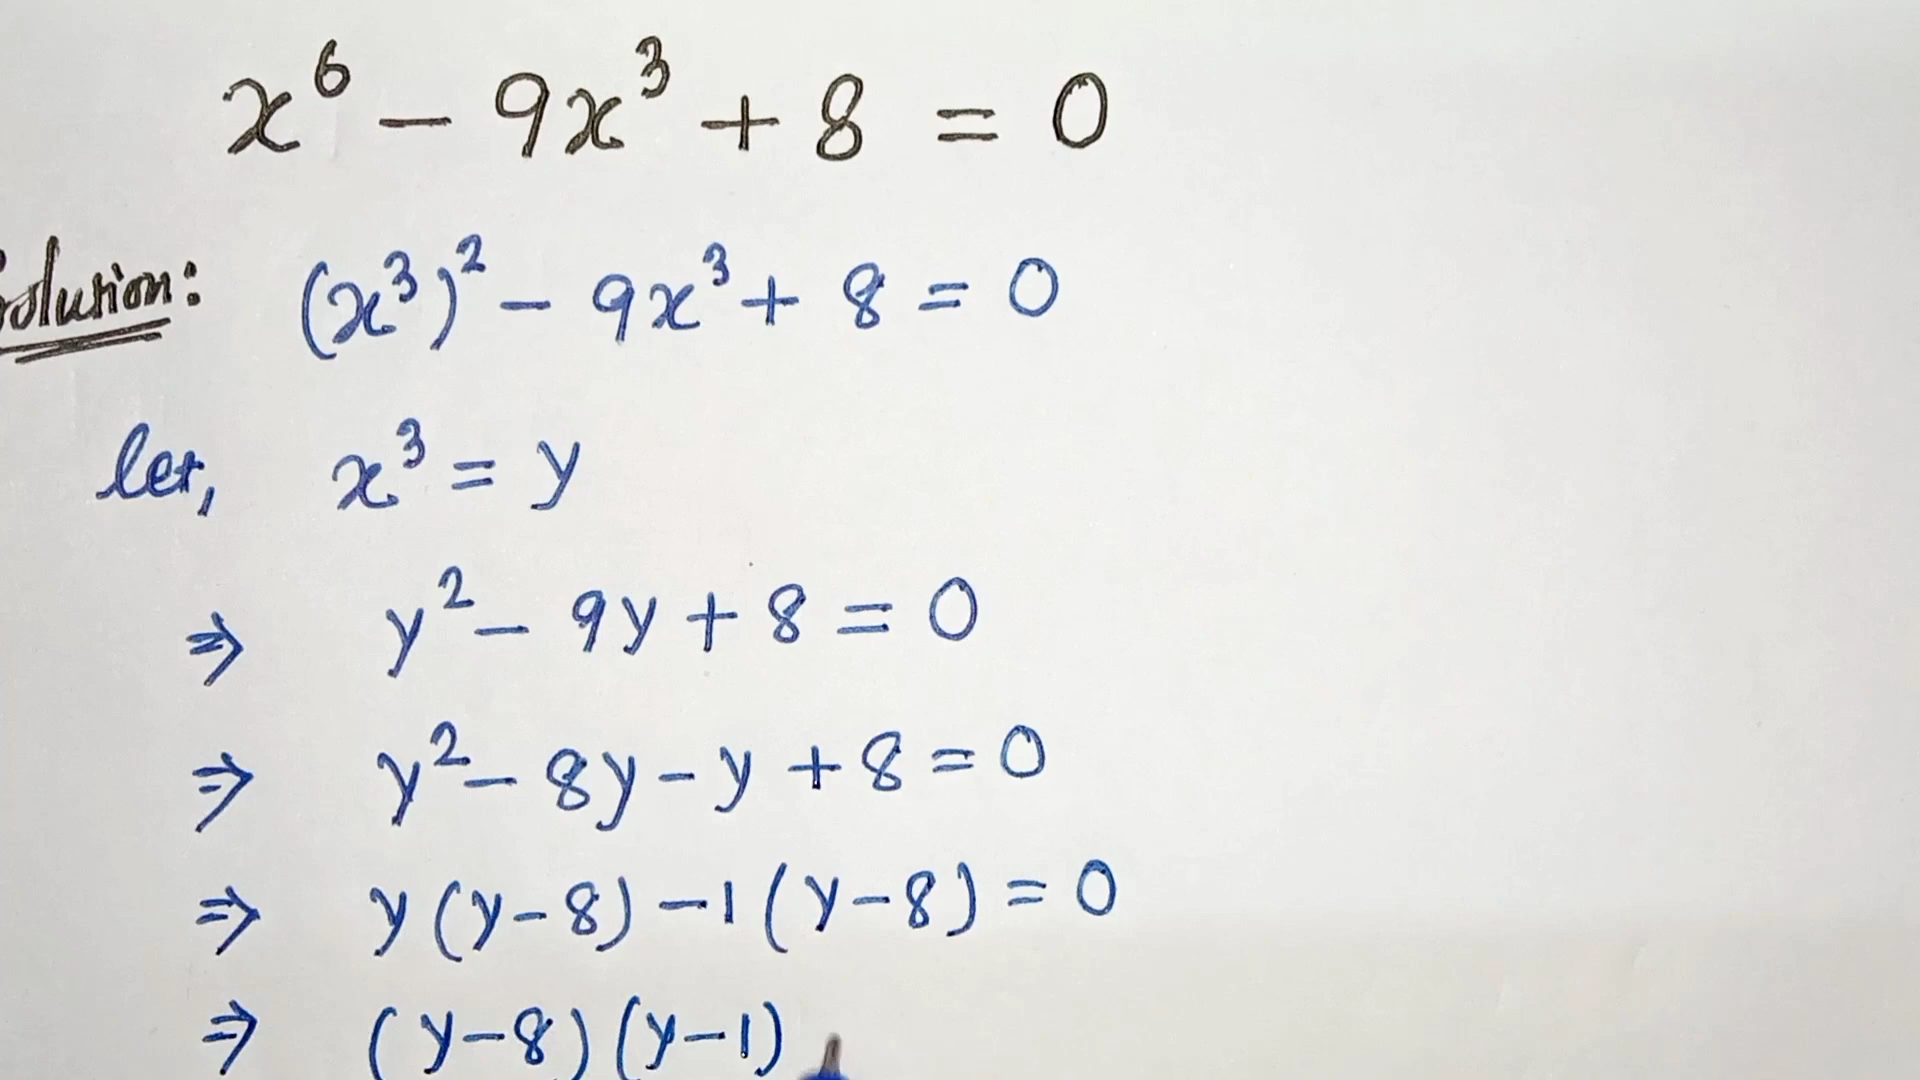 x⁶ - 9x³ + 8 = 0
Solution: (x³)² - 9x³ + 8 = 0
let, x³ = y
⇒ y² - 9y + 8 = 0
⇒ y² - 8y - y + 8 = 0
⇒ y(y-8) -1(y-8) = 0
⇒ (y-8)(y-1)